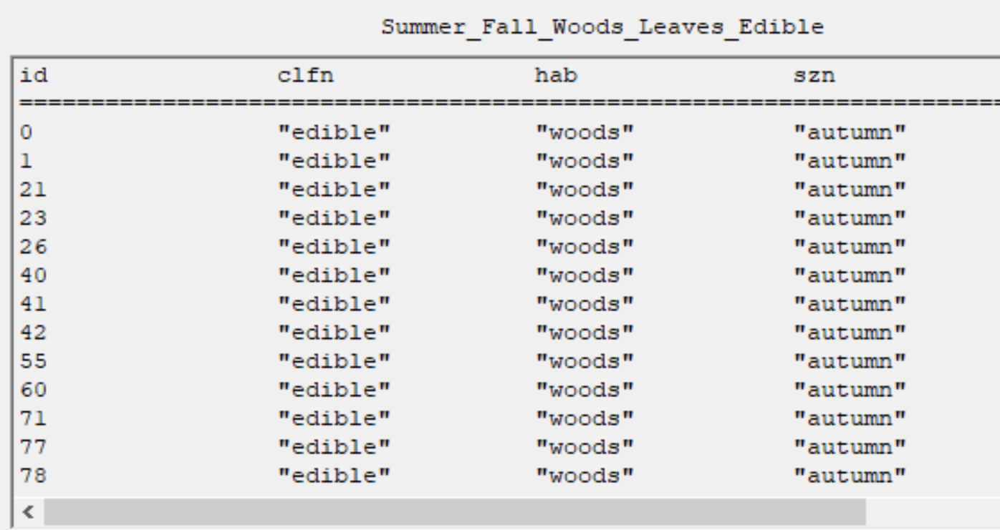 Summer_Fall_Woods_Leaves_Edible
id clfn hab szn
================================================================
0 "edible" "woods" "autumn"
1 "edible" "woods" "autumn"
21 "edible" "woods" "autumn"
23 "edible" "woods" "autumn"
26 "edible" "woods" "autumn"
40 "edible" "woods" "autumn"
41 "edible" "woods" "autumn"
42 "edible" "woods" "autumn"
55 "edible" "woods" "autumn"
60 "edible" "woods" "autumn"
71 "edible" "woods" "autumn"
77 "edible" "woods" "autumn"
78 "edible" "woods" "autumn"